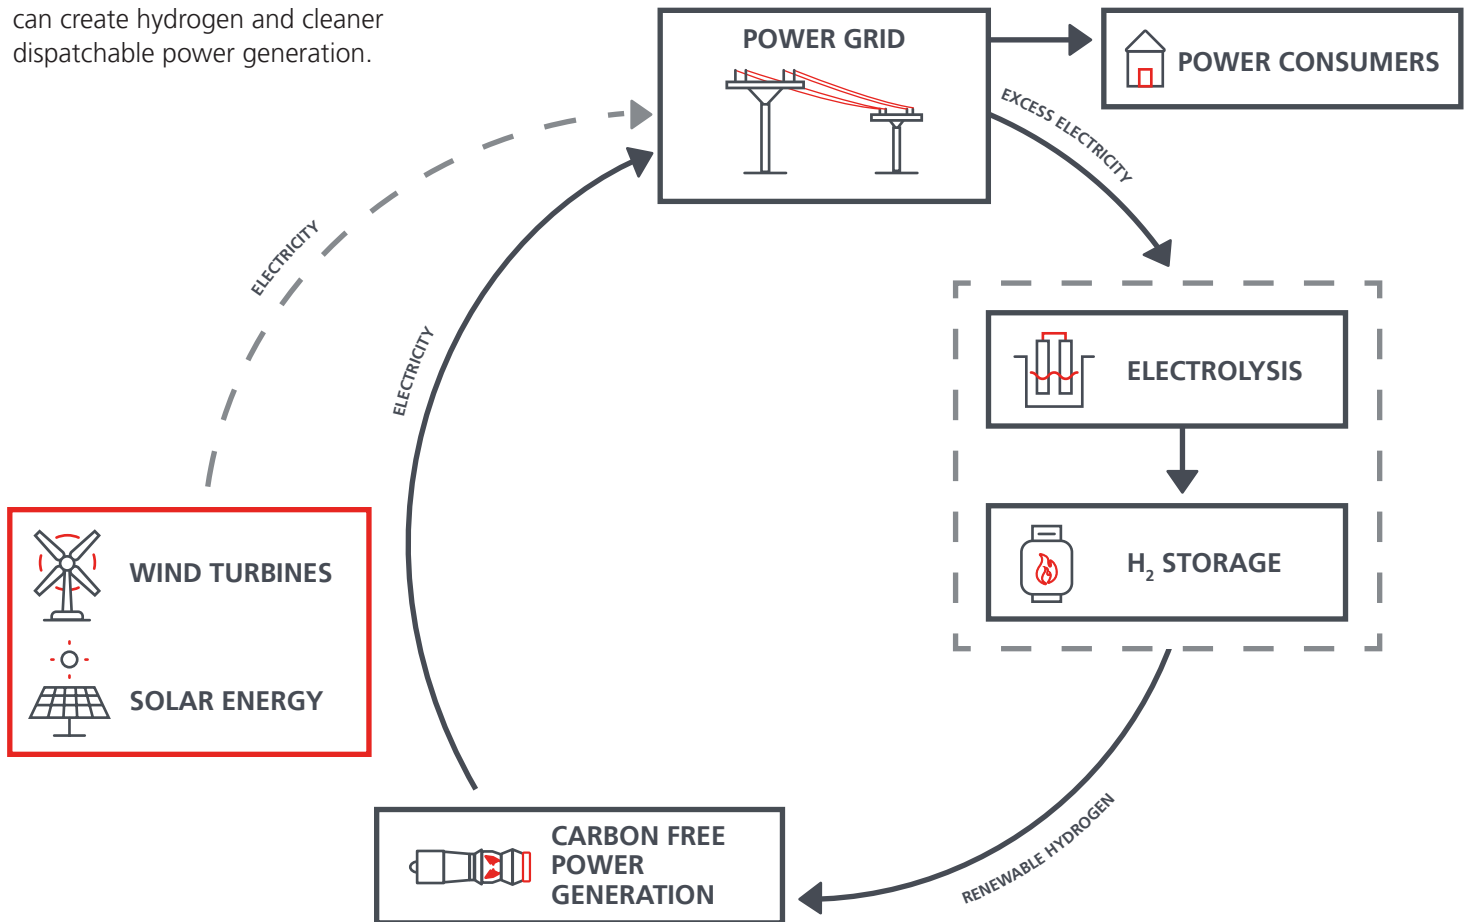 can create hydrogen and cleaner
dispatchable power generation.
POWER GRID
POWER CONSUMERS
EXCESS ELECTRICITY
ELECTRICITY
ELECTRICITY
ELECTROLYSIS
H₂ STORAGE
WIND TURBINES
SOLAR ENERGY
RENEWABLE HYDROGEN
CARBON FREE
POWER
GENERATION